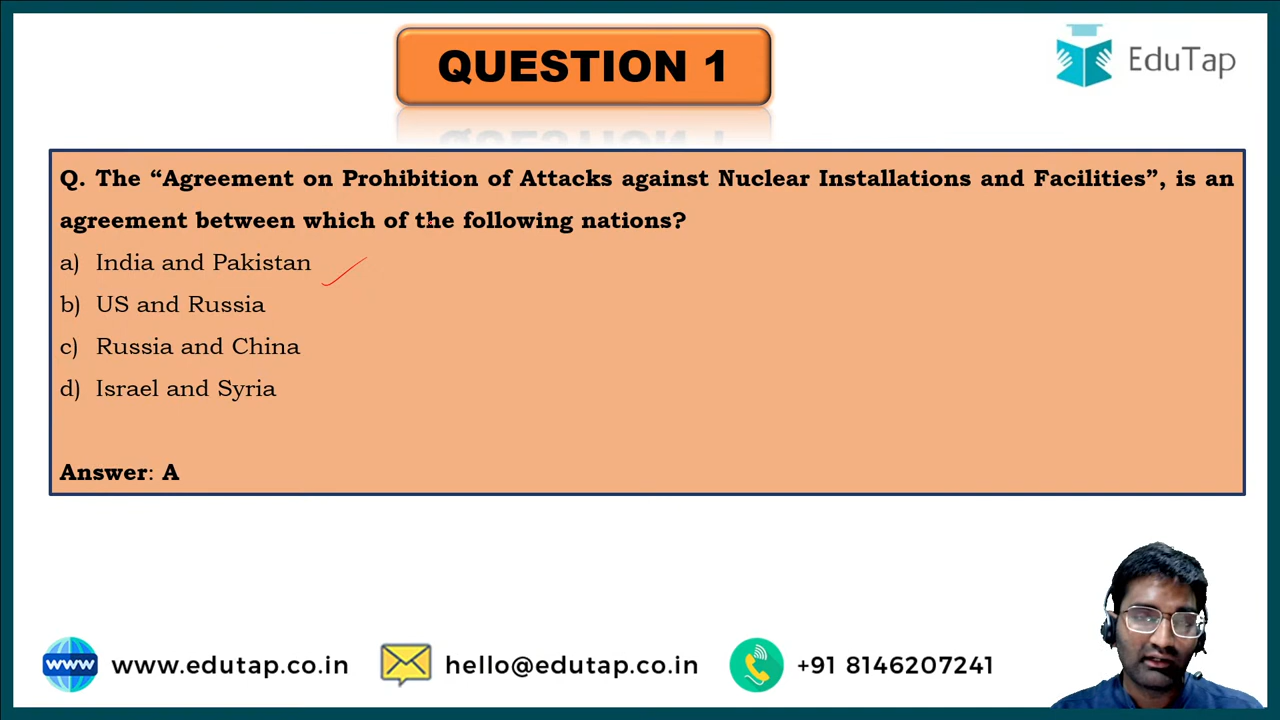 QUESTION 1
EduTap
Q. The “Agreement on Prohibition of Attacks against Nuclear Installations and Facilities”, is an
agreement between which of the following nations?
a) India and Pakistan
b) US and Russia
c) Russia and China
d) Israel and Syria
Answer: A
www
www.edutap.co.in
hello@edutap.co.in
+91 8146207241